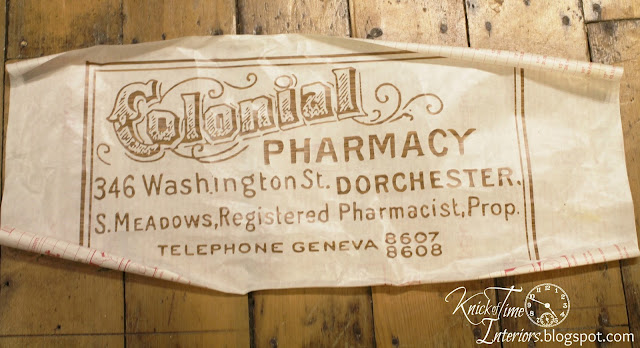 Colonial
PHARMACY
346 Washington St. DORCHESTER.
S. MEADOWS, Registered Pharmacist, Prop.
TELEPHONE GENEVA 8607
8608
Knick of Time
Interiors.blogspot.com